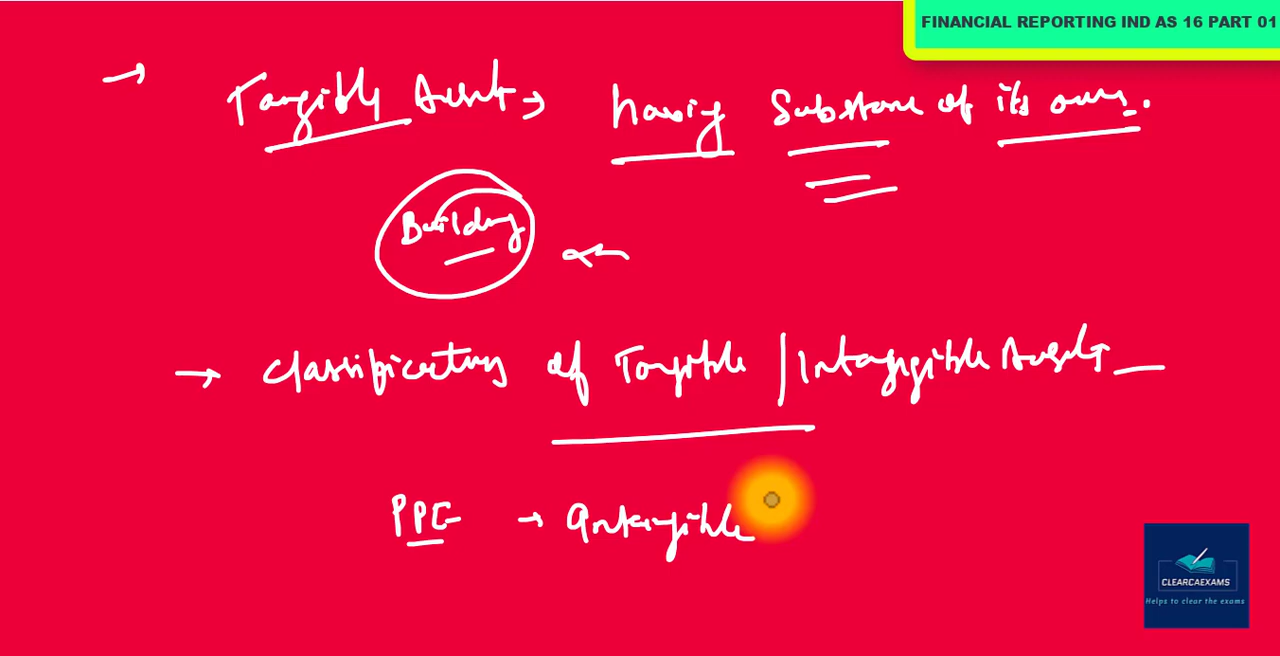 FINANCIAL REPORTING IND AS 16 PART 01
→ Tangible Asset → having Substance of its own.
Building ←
→ Classification of Tangible / Intangible Assets
PPE → Intangible
CLEARCAEXAMS
Helps to clear the exams